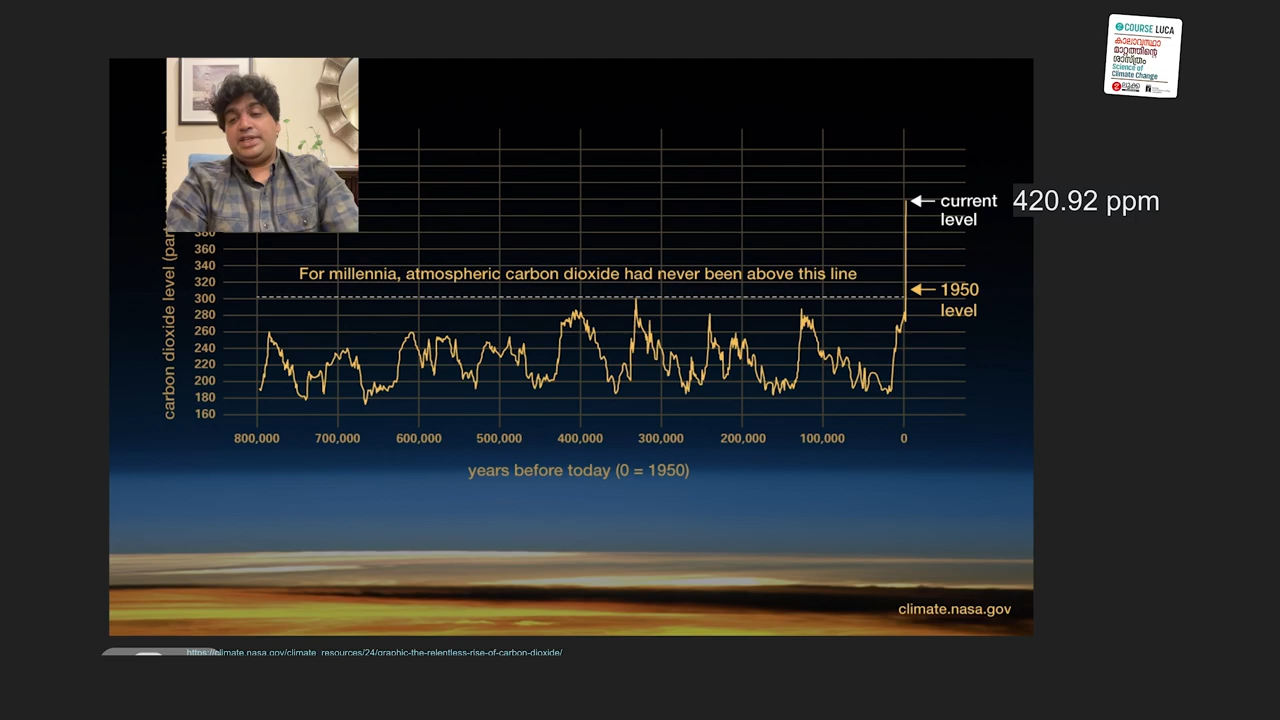 COURSE LUCA
കാലാവസ്ഥാ
മാറ്റത്തിന്റെ
ശാസ്ത്രം
Science of
Climate Change
ലൂക്ക
current
level
420.92 ppm
carbon dioxide level
380
360
340
320
300
280
260
240
220
200
180
160
For millennia, atmospheric carbon dioxide had never been above this line
1950
level
800,000
700,000
600,000
500,000
400,000
300,000
200,000
100,000
0
years before today (0 = 1950)
climate.nasa.gov
https://climate.nasa.gov/climate_resources/24/graphic-the-relentless-rise-of-carbon-dioxide/